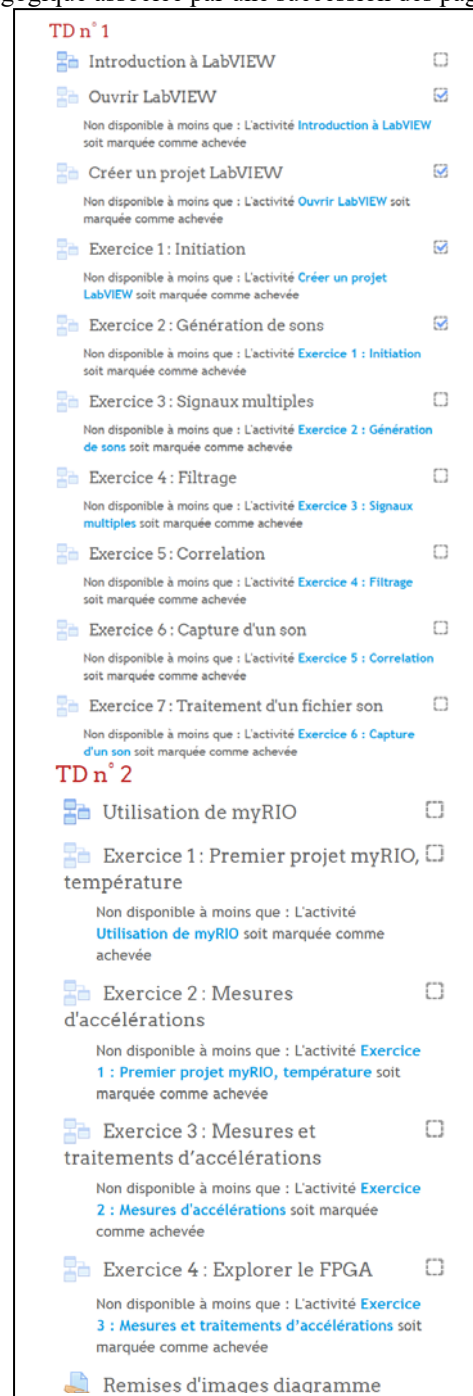 gogique associée par une succession des pag
TD n° 1
Introduction à LabVIEW
Ouvrir LabVIEW
Non disponible à moins que : L'activité Introduction à LabVIEW
soit marquée comme achevée
Créer un projet LabVIEW
Non disponible à moins que : L'activité Ouvrir LabVIEW soit
marquée comme achevée
Exercice 1 : Initiation
Non disponible à moins que : L'activité Créer un projet
LabVIEW soit marquée comme achevée
Exercice 2 : Génération de sons
Non disponible à moins que : L'activité Exercice 1 : Initiation
soit marquée comme achevée
Exercice 3 : Signaux multiples
Non disponible à moins que : L'activité Exercice 2 : Génération
de sons soit marquée comme achevée
Exercice 4 : Filtrage
Non disponible à moins que : L'activité Exercice 3 : Signaux
multiples soit marquée comme achevée
Exercice 5 : Correlation
Non disponible à moins que : L'activité Exercice 4 : Filtrage
soit marquée comme achevée
Exercice 6 : Capture d'un son
Non disponible à moins que : L'activité Exercice 5 : Correlation
soit marquée comme achevée
Exercice 7 : Traitement d'un fichier son
Non disponible à moins que : L'activité Exercice 6 : Capture
d'un son soit marquée comme achevée
TD n° 2
Utilisation de myRIO
Exercice 1 : Premier projet myRIO,
température
Non disponible à moins que : L'activité
Utilisation de myRIO soit marquée comme
achevée
Exercice 2 : Mesures
d'accélérations
Non disponible à moins que : L'activité Exercice
1 : Premier projet myRIO, température soit
marquée comme achevée
Exercice 3 : Mesures et
traitements d’accélérations
Non disponible à moins que : L'activité Exercice
2 : Mesures d'accélérations soit marquée
comme achevée
Exercice 4 : Explorer le FPGA
Non disponible à moins que : L'activité Exercice
3 : Mesures et traitements d’accélérations soit
marquée comme achevée
Remises d'images diagramme